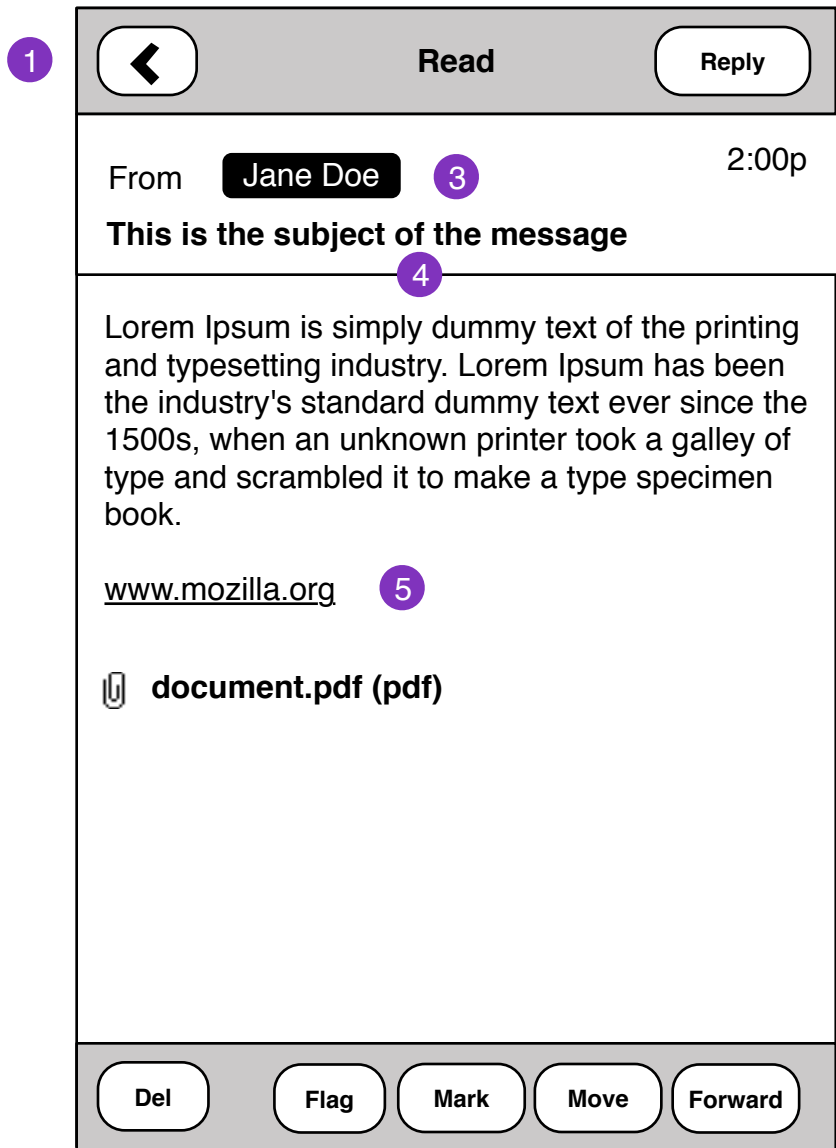 1
Read
Reply
From Jane Doe 3 2:00p
This is the subject of the message
4
Lorem Ipsum is simply dummy text of the printing
and typesetting industry. Lorem Ipsum has been
the industry's standard dummy text ever since the
1500s, when an unknown printer took a galley of
type and scrambled it to make a type specimen
book.
www.mozilla.org 5
document.pdf (pdf)
Del Flag Mark Move Forward